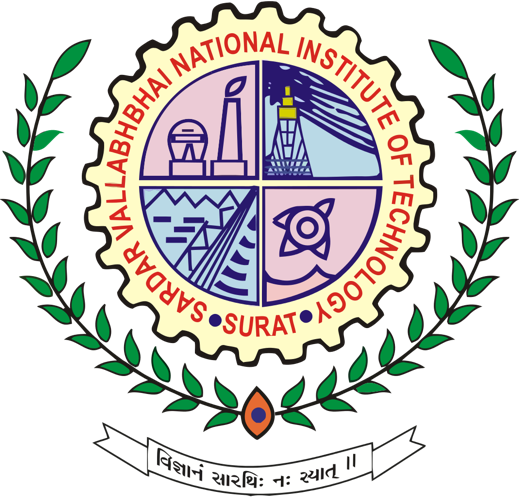 SARDAR VALLABHBHAI NATIONAL INSTITUTE OF TECHNOLOGY
• SURAT •
વિજ્ઞાનં સારથિ: ન: સ્યાત્ ।।